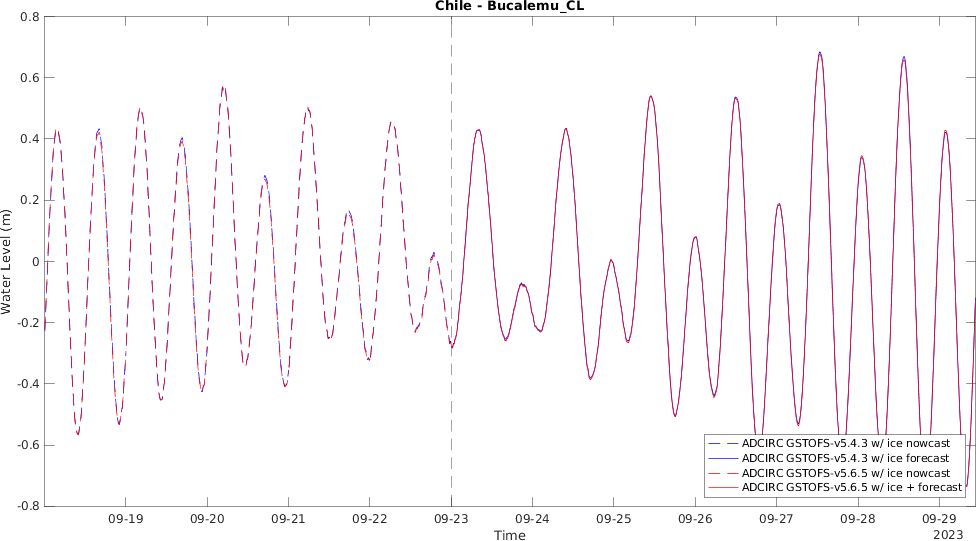 Chile - Bucalemu_CL
0.8
0.6
0.4
0.2
0
-0.2
-0.4
-0.6
-0.8
Water Level (m)
ADCIRC GSTOFS-v5.4.3 w/ ice nowcast
ADCIRC GSTOFS-v5.4.3 w/ ice forecast
ADCIRC GSTOFS-v5.6.5 w/ ice nowcast
ADCIRC GSTOFS-v5.6.5 w/ ice + forecast
09-19 09-20 09-21 09-22 09-23 09-24 09-25 09-26 09-27 09-28 09-29
Time
2023